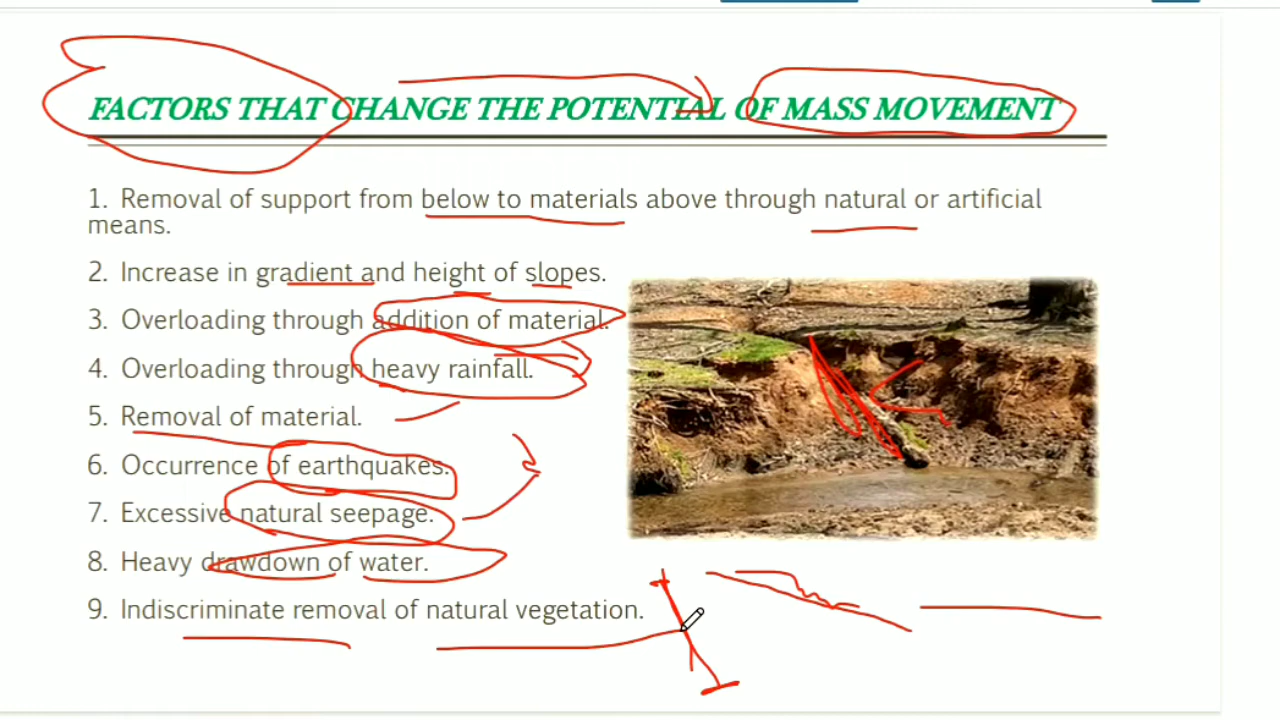 FACTORS THAT CHANGE THE POTENTIAL OF MASS MOVEMENT
1. Removal of support from below to materials above through natural or artificial
means.
2. Increase in gradient and height of slopes.
3. Overloading through addition of material.
4. Overloading through heavy rainfall.
5. Removal of material.
6. Occurrence of earthquakes.
7. Excessive natural seepage.
8. Heavy drawdown of water.
9. Indiscriminate removal of natural vegetation.